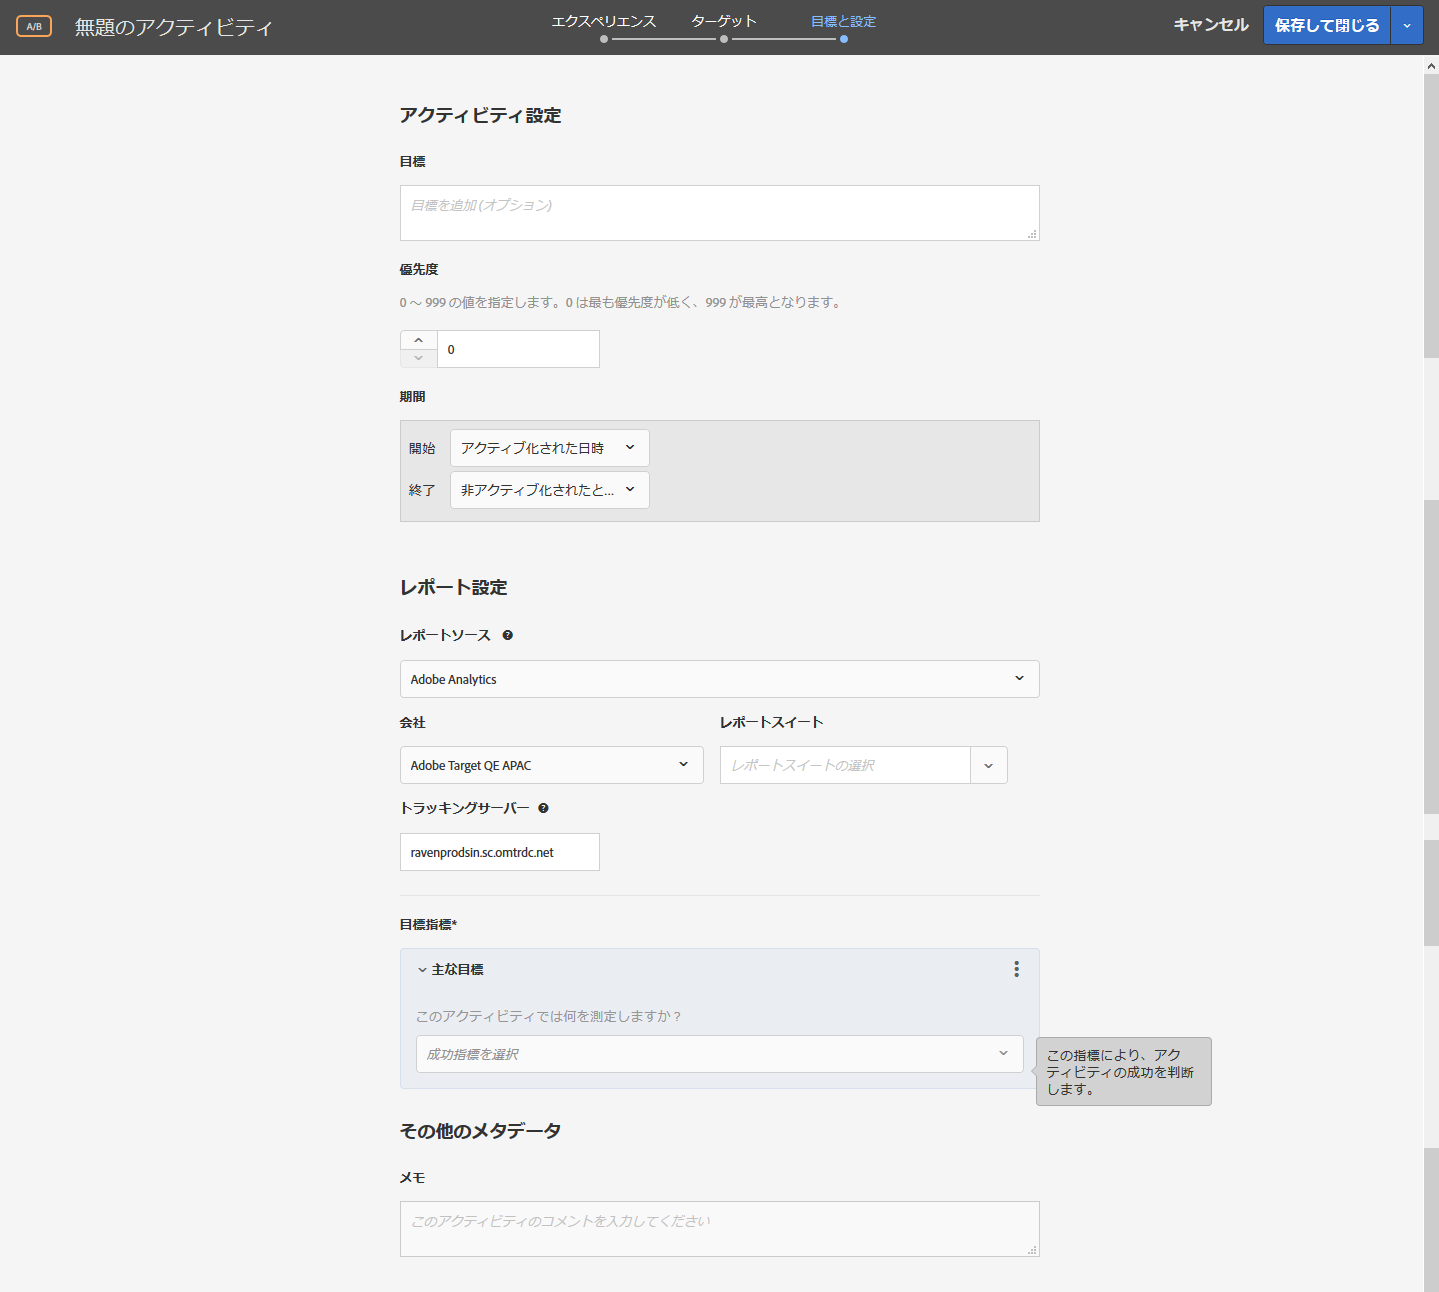 A/B
無題のアクティビティ
エクスペリエンス
ターゲット
目標と設定
キャンセル
保存して閉じる
アクティビティ設定
目標
目標を追加 (オプション)
優先度
0 ～ 999 の値を指定します。0 は最も優先度が低く、999 が最高となります。
0
期間
開始
アクティブ化された日時
終了
非アクティブ化されたと...
レポート設定
レポートソース
Adobe Analytics
会社
レポートスイート
Adobe Target QE APAC
レポートスイートの選択
トラッキングサーバー
ravenprodsin.sc.omtrdc.net
目標指標*
主な目標
このアクティビティでは何を測定しますか ?
成功指標を選択
この指標により、アク
ティビティの成功を判断
します。
その他のメタデータ
メモ
このアクティビティのコメントを入力してください